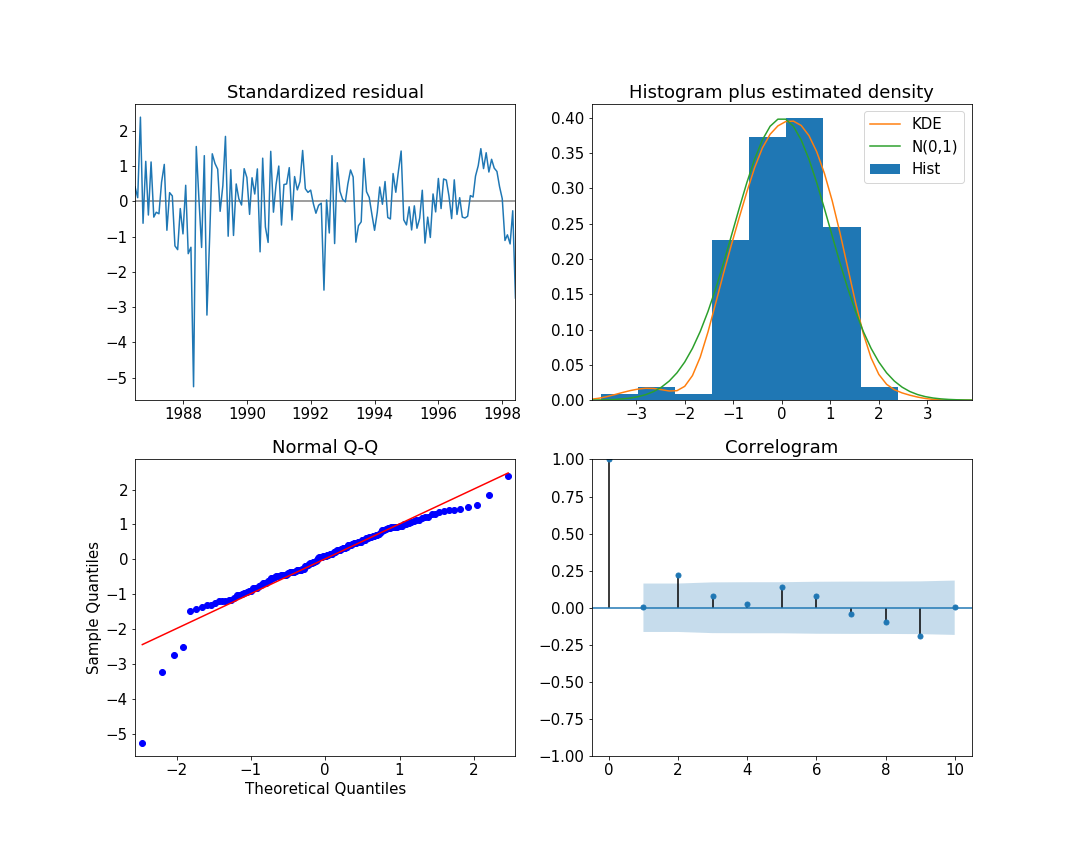 Standardized residual
2
1
0
−1
−2
−3
−4
−5
1988 1990 1992 1994 1996 1998
Histogram plus estimated density
0.40
0.35
0.30
0.25
0.20
0.15
0.10
0.05
0.00
−3 −2 −1 0 1 2 3
KDE
N(0,1)
Hist
Normal Q-Q
Sample Quantiles
2
1
0
−1
−2
−3
−4
−5
−2 −1 0 1 2
Theoretical Quantiles
Correlogram
1.00
0.75
0.50
0.25
0.00
−0.25
−0.50
−0.75
−1.00
0 2 4 6 8 10